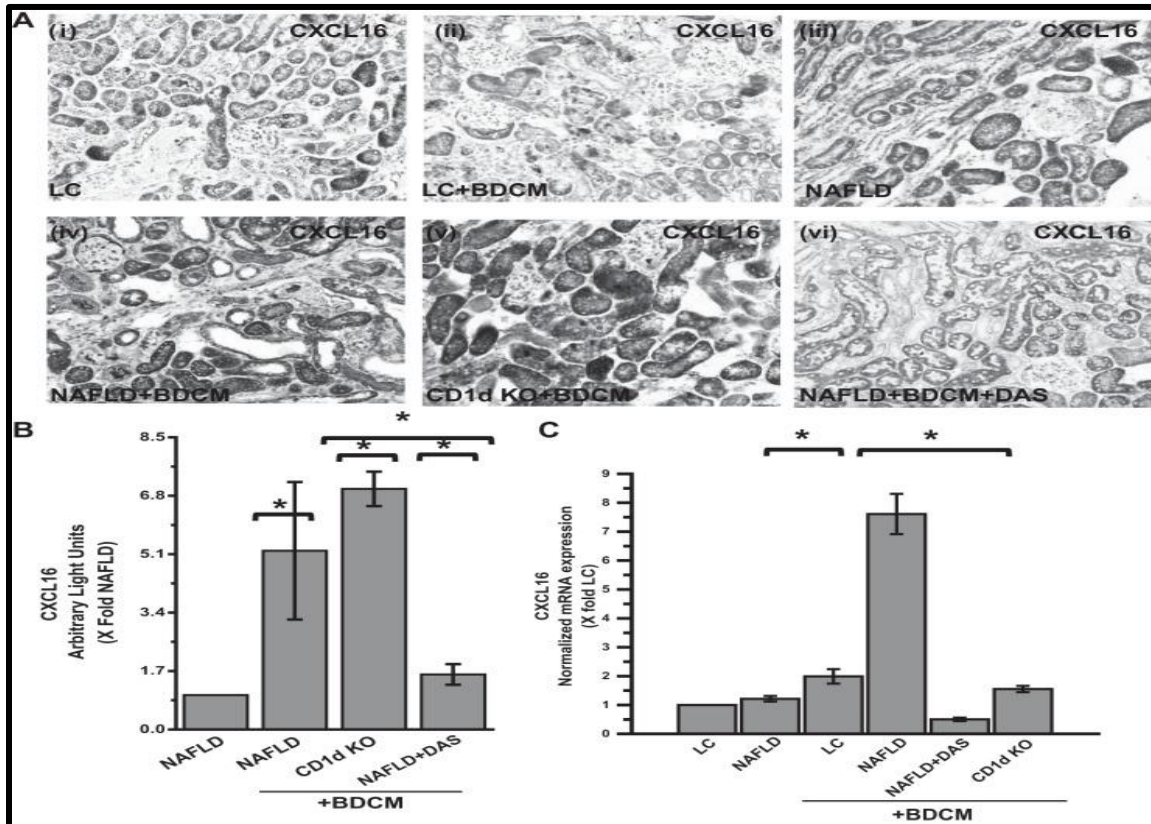 A
(i) CXCL16
LC
(ii) CXCL16
LC+BDCM
(iii) CXCL16
NAFLD
(iv) CXCL16
NAFLD+BDCM
(v) CXCL16
CD1d KO+BDCM
(vi) CXCL16
NAFLD+BDCM+DAS
B
CXCL16
Arbitrary Light Units
(X Fold NAFLD)
8.5
6.8
5.1
3.4
1.7
0.0
*
*
*
*
NAFLD
NAFLD
CD1d KO
NAFLD+DAS
+BDCM
C
CXCL16
Normalized mRNA expression
(X fold LC)
9
8
7
6
5
4
3
2
1
0
*
*
LC
NAFLD
LC
NAFLD
NAFLD+DAS
CD1d KO
+BDCM